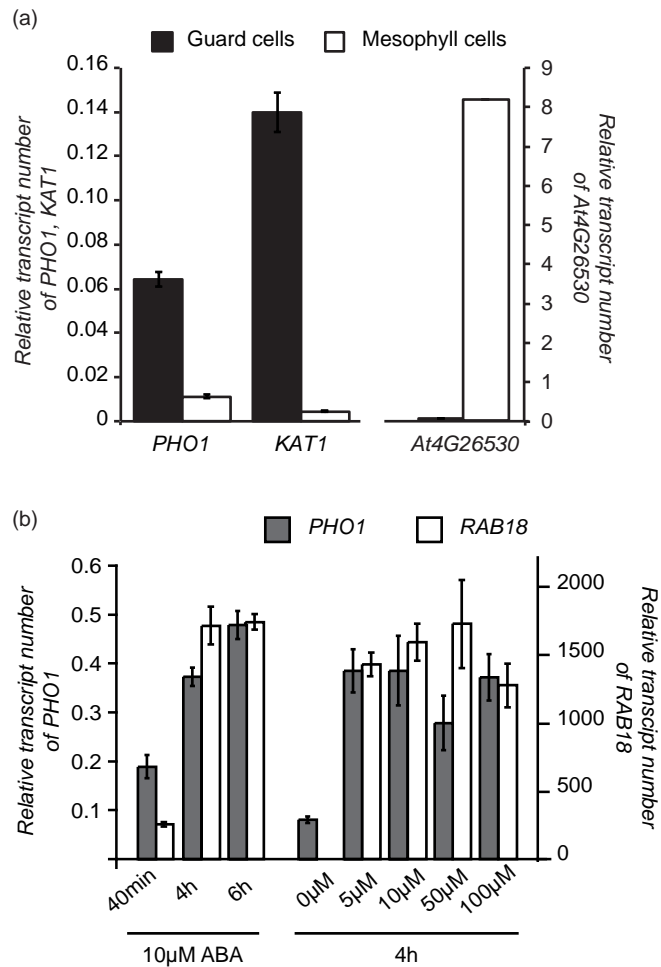 (a)
Guard cells Mesophyll cells
Relative transcript number
of PHO1, KAT1
0.16
0.14
0.12
0.10
0.08
0.06
0.04
0.02
0
9
8
7
6
5
4
3
2
1
0
Relative transcript number
of At4G26530
PHO1 KAT1 At4G26530
(b)
PHO1 RAB18
Relative transcript number
of PHO1
0.6
0.5
0.4
0.3
0.2
0.1
2000
1500
1000
500
0
Relative transcipt number
of RAB18
40min 4h 6h 0µM 5µM 10µM 50µM 100µM
10µM ABA 4h